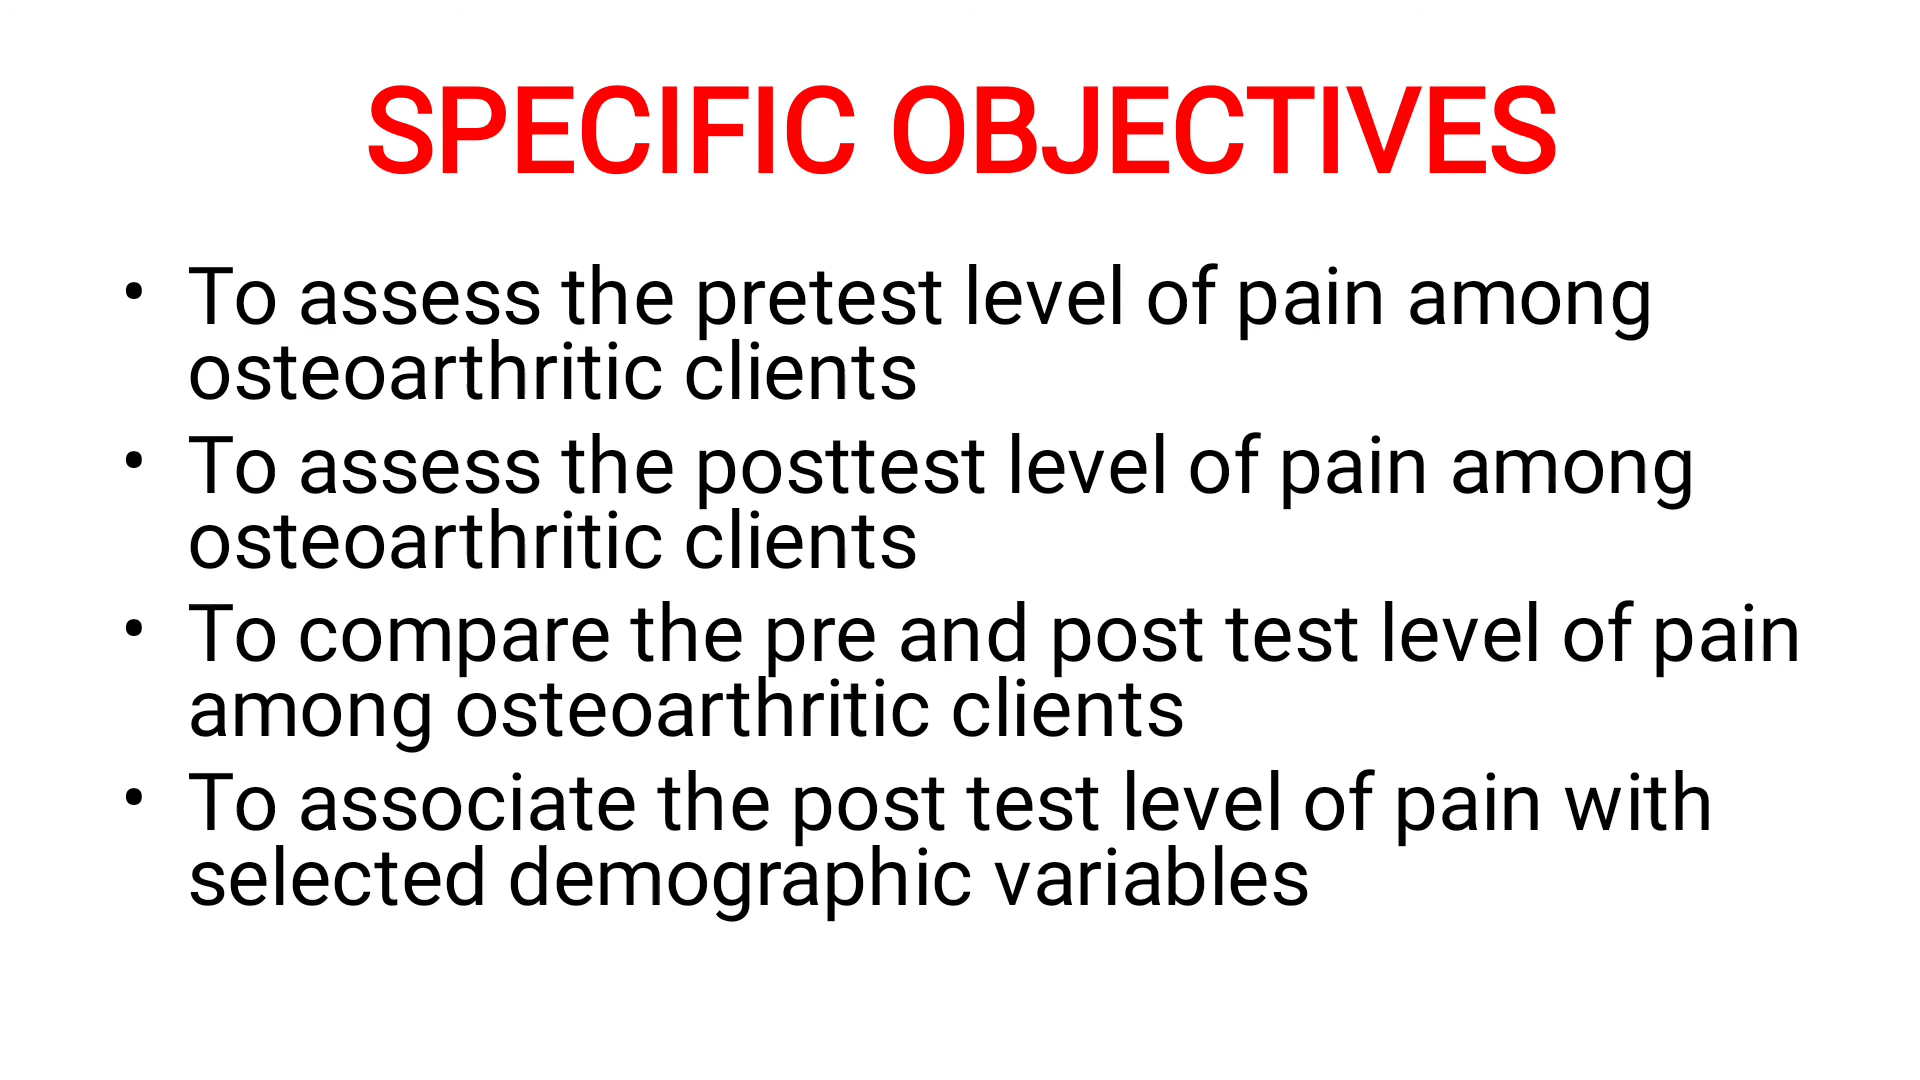 SPECIFIC OBJECTIVES
• To assess the pretest level of pain among
osteoarthritic clients
• To assess the posttest level of pain among
osteoarthritic clients
• To compare the pre and post test level of pain
among osteoarthritic clients
• To associate the post test level of pain with
selected demographic variables